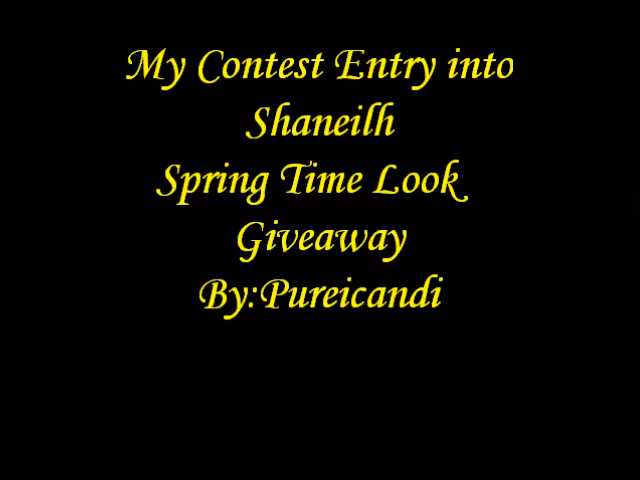 My Contest Entry into
Shaneilh
Spring Time Look
Giveaway
By:Pureicandi